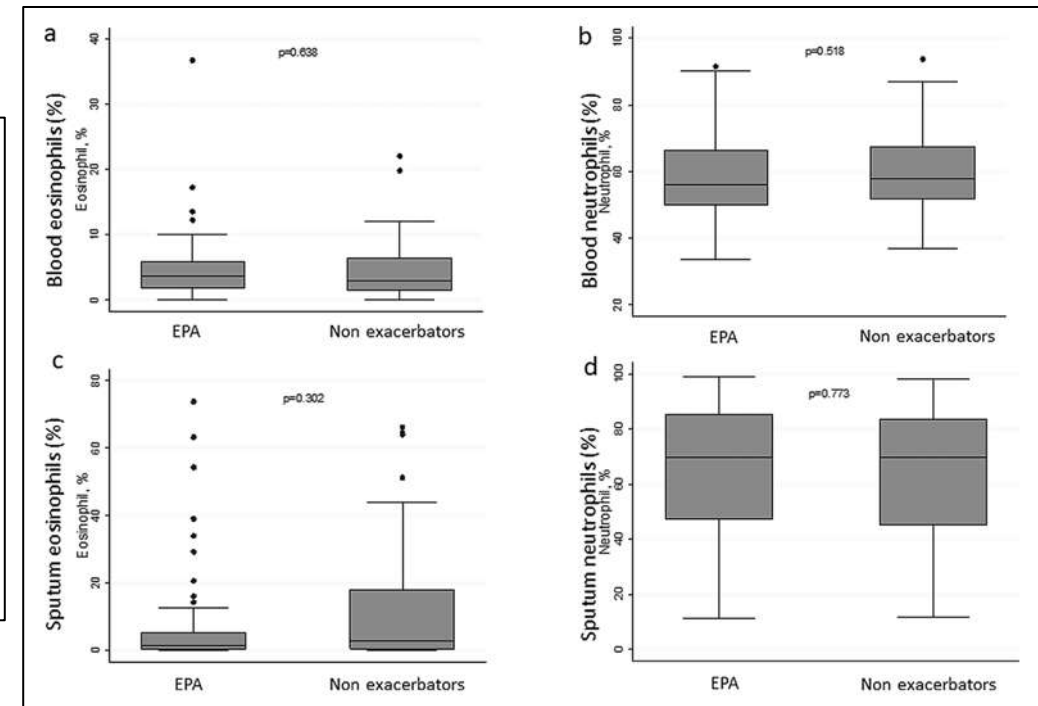 a
Blood eosinophils (%)
Eosinophil, %
40
30
20
10
0
p=0.638
EPA
Non exacerbators
b
Blood neutrophils (%)
Neutrophil, %
100
80
60
40
20
p=0.518
EPA
Non exacerbators
c
Sputum eosinophils (%)
Eosinophil, %
80
60
40
20
0
p=0.302
EPA
Non exacerbators
d
Sputum neutrophils (%)
Neutrophil, %
100
80
60
40
20
0
p=0.773
EPA
Non exacerbators